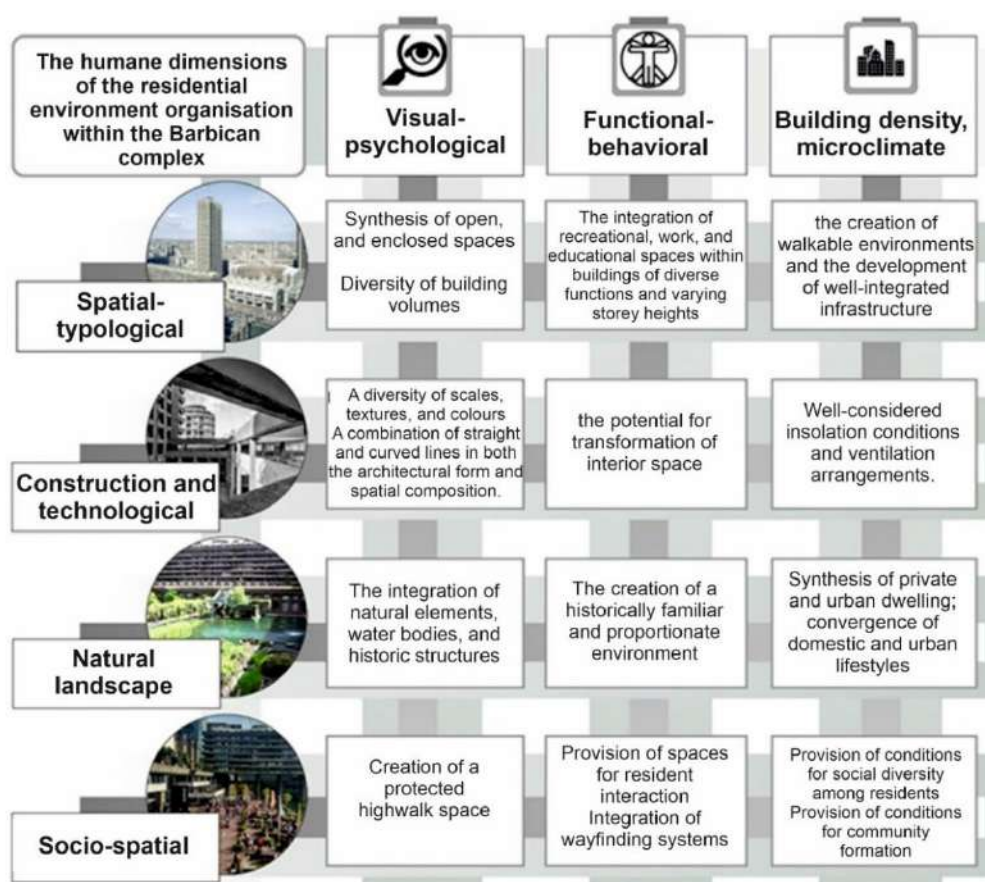 The humane dimensions
of the residential
environment organisation
within the Barbican
complex
Visual-
psychological
Functional-
behavioral
Building density,
microclimate
Spatial-
typological
Synthesis of open,
and enclosed spaces
Diversity of building
volumes
The integration of
recreational, work, and
educational spaces within
buildings of diverse
functions and varying
storey heights
the creation of
walkable environments
and the development
of well-integrated
infrastructure
Construction and
technological
A diversity of scales,
textures, and colours
A combination of straight
and curved lines in both
the architectural form and
spatial composition.
the potential for
transformation of
interior space
Well-considered
insolation conditions
and ventilation
arrangements.
Natural
landscape
The integration of
natural elements,
water bodies, and
historic structures
The creation of a
historically familiar
and proportionate
environment
Synthesis of private
and urban dwelling;
convergence of
domestic and urban
lifestyles
Socio-spatial
Creation of a
protected
highwalk space
Provision of spaces
for resident
interaction
Integration of
wayfinding systems
Provision of conditions
for social diversity
among residents
Provision of conditions
for community
formation